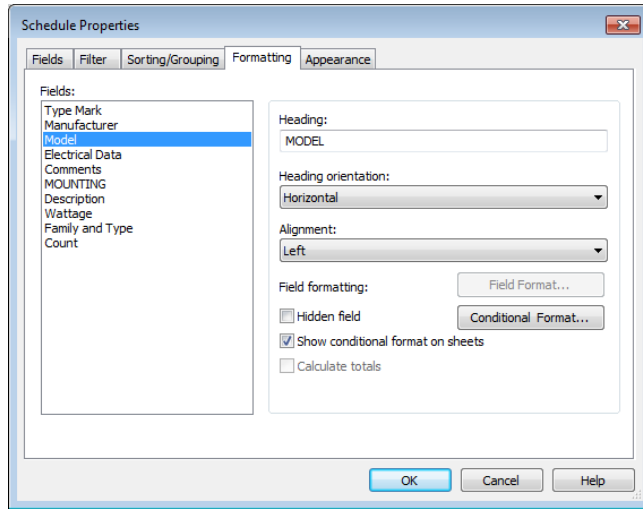 Schedule Properties
Fields Filter Sorting/Grouping Formatting Appearance
Fields:
Type Mark
Manufacturer
Model
Electrical Data
Comments
MOUNTING
Description
Wattage
Family and Type
Count
Heading:
MODEL
Heading orientation:
Horizontal
Alignment:
Left
Field formatting: Field Format...
Hidden field Conditional Format...
Show conditional format on sheets
Calculate totals
OK Cancel Help